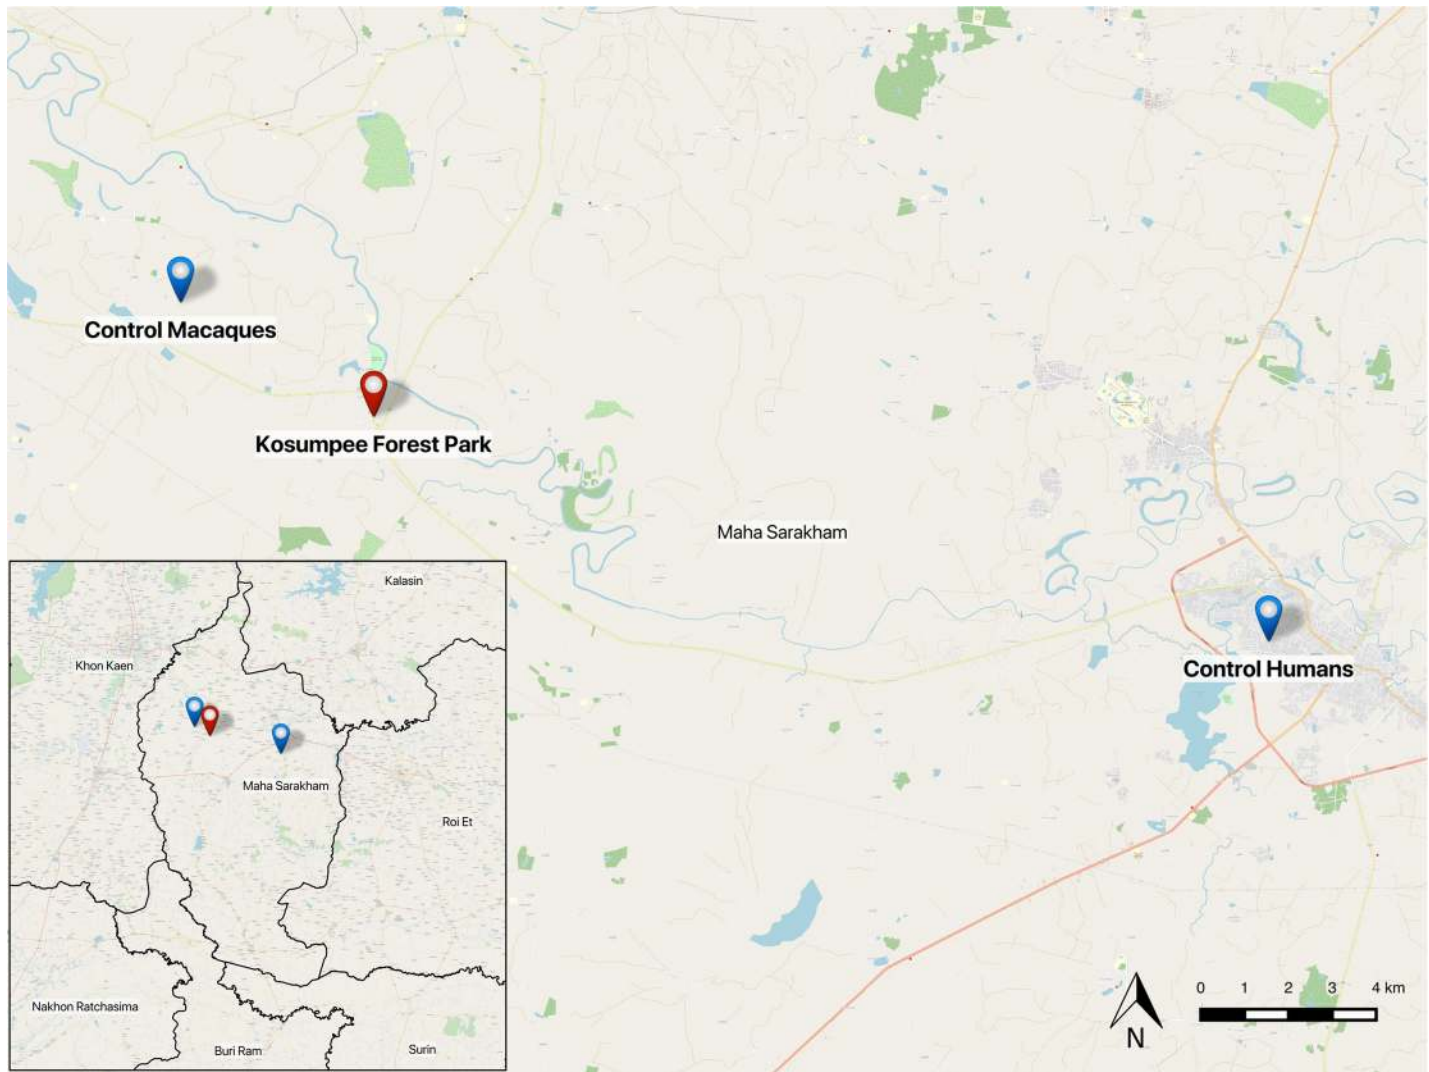 Control Macaques
Kosumpee Forest Park
Maha Sarakham
Control Humans
Kalasin
Khon Kaen
Maha Sarakham
Roi Et
Nakhon Ratchasima
Buri Ram
Surin
N
0 1 2 3 4 km